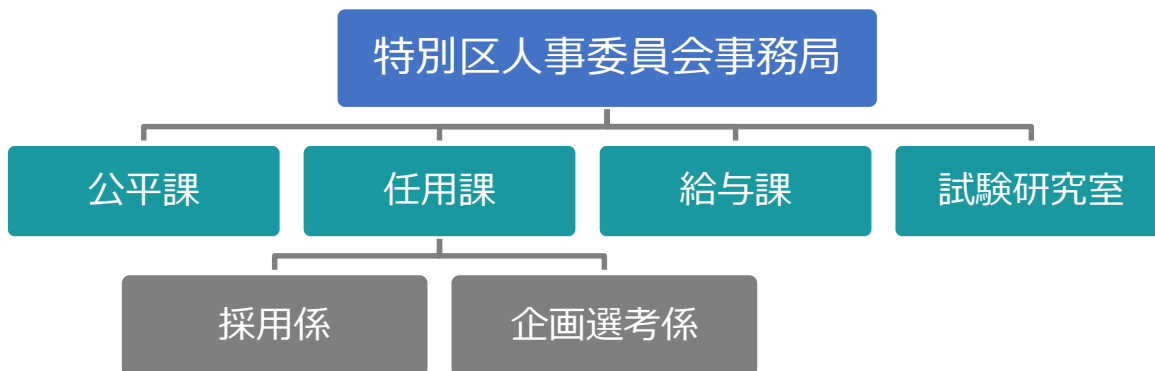 特別区人事委員会事務局
公平課
任用課
給与課
試験研究室
採用係
企画選考係